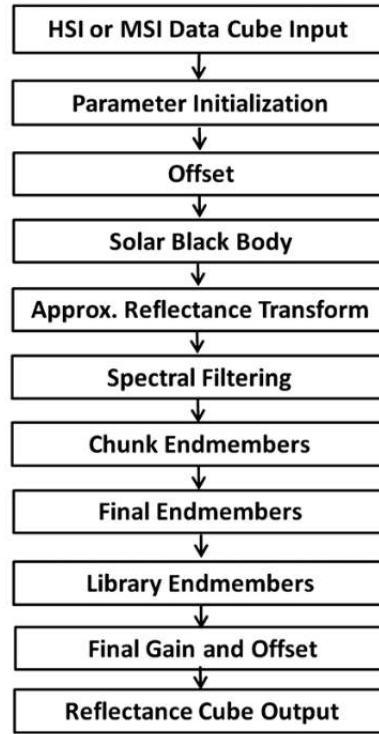 HSI or MSI Data Cube Input
Parameter Initialization
Offset
Solar Black Body
Approx. Reflectance Transform
Spectral Filtering
Chunk Endmembers
Final Endmembers
Library Endmembers
Final Gain and Offset
Reflectance Cube Output